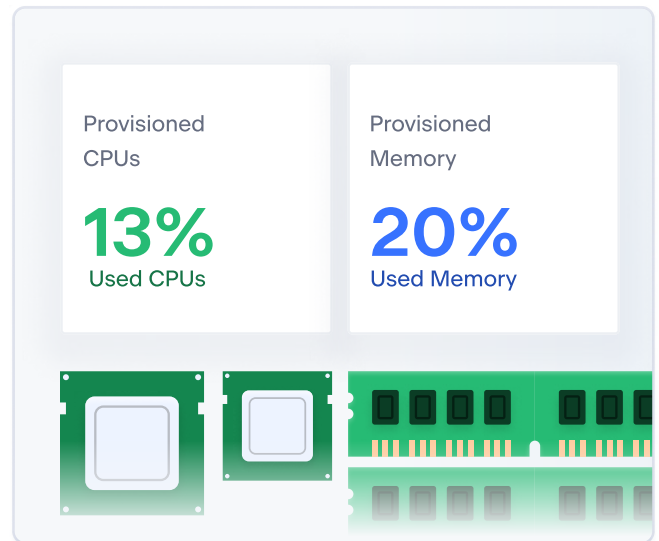 Provisioned
CPUs
13%
Used CPUs
Provisioned
Memory
20%
Used Memory